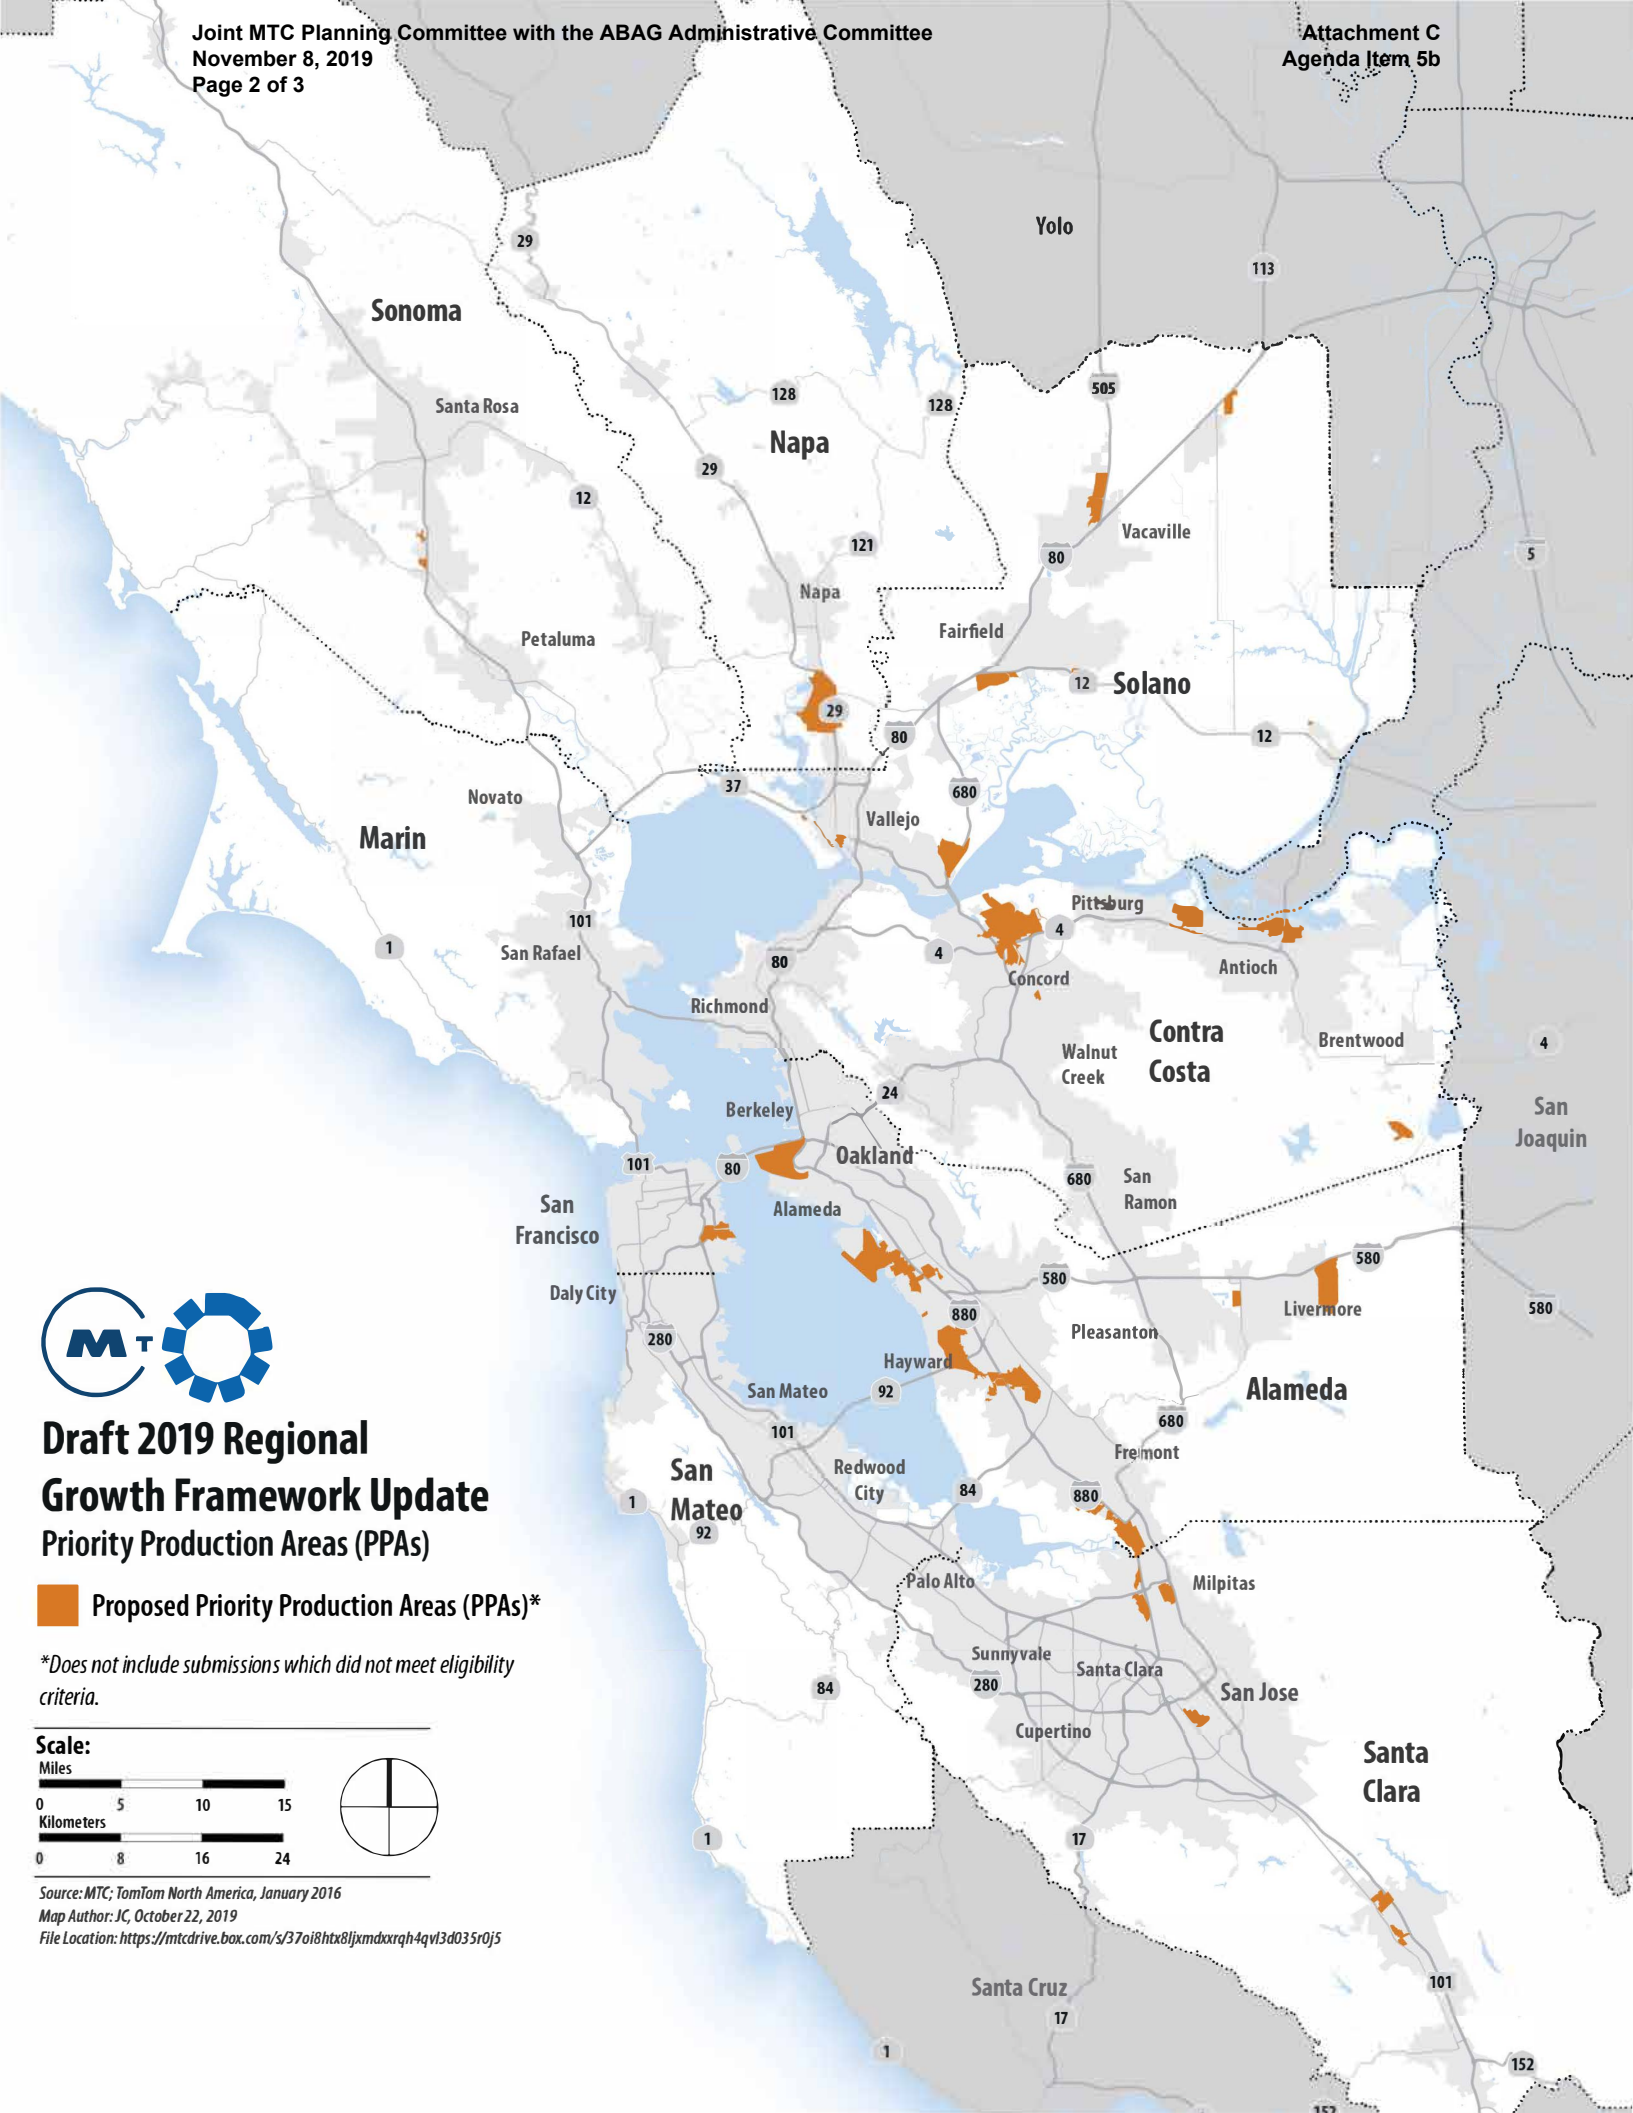 Joint MTC Planning Committee with the ABAG Administrative Committee
November 8, 2019
Page 2 of 3
Attachment C
Agenda Item 5b
Yolo
113
29
Sonoma
505
128
128
Santa Rosa
Napa
29
12
Vacaville
121
80
5
Napa
Fairfield
Petaluma
12
Solano
29
80
12
37
680
Novato
Vallejo
Marin
Pittsburg
101
4
1
San Rafael
4
80
Antioch
Concord
Richmond
Contra
Costa
Brentwood
4
Walnut
Creek
24
Berkeley
San
Joaquin
Oakland
101
80
680
San
Ramon
San
Francisco
Alameda
580
580
Daly City
580
Livermore
880
Pleasanton
280
Hayward
San Mateo
92
Alameda
101
680
Fremont
San
Mateo
Redwood
City
84
880
1
92
Palo Alto
Milpitas
Sunnyvale
Santa Clara
280
84
San Jose
Cupertino
Santa
Clara
1
17
101
Santa Cruz
17
1
152
152
M T
Draft 2019 Regional
Growth Framework Update
Priority Production Areas (PPAs)
Proposed Priority Production Areas (PPAs)*
*Does not include submissions which did not meet eligibility
criteria.
Scale:
Miles
0 5 10 15
Kilometers
0 8 16 24
Source: MTC; TomTom North America, January 2016
Map Author: JC, October 22, 2019
File Location: https://mtcdrive.box.com/s/37oi8htx8ljxmdxxrqh4qvl3d035r0j5